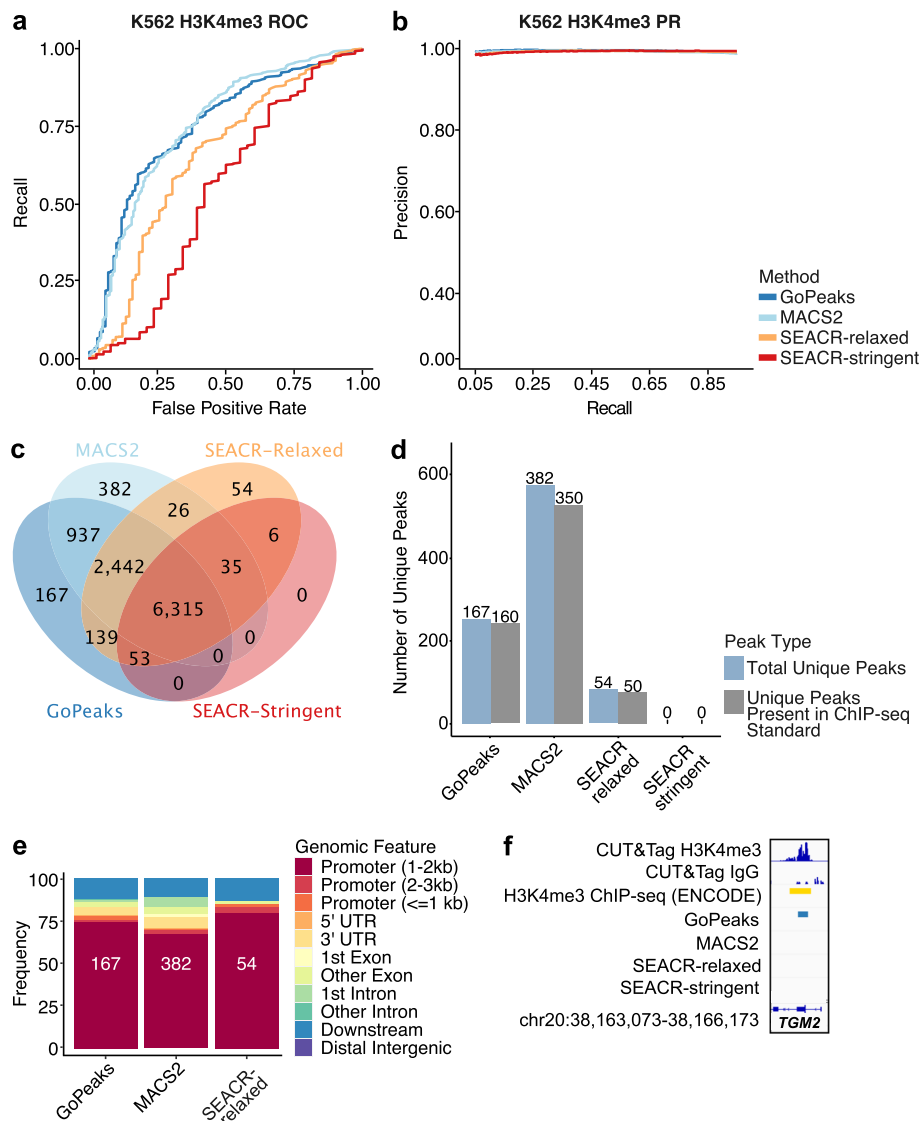 a
K562 H3K4me3 ROC
1.00
0.75
0.50
0.25
0.00
Recall
0.00 0.25 0.50 0.75 1.00
False Positive Rate
b
K562 H3K4me3 PR
1.00
0.80
0.60
0.40
0.00
Precision
0.05 0.25 0.45 0.65 0.85
Recall
Method
GoPeaks
MACS2
SEACR-relaxed
SEACR-stringent
c
MACS2
SEACR-Relaxed
382
54
26
937
6
2,442
35
167
6,315
0
139
0
53
0
0
GoPeaks
SEACR-Stringent
d
600
400
200
0
Number of Unique Peaks
167 160
382
350
54 50
0 0
GoPeaks
MACS2
SEACR
relaxed
SEACR
stringent
Peak Type
Total Unique Peaks
Unique Peaks
Present in ChIP-seq
Standard
e
100
75
50
25
0
Frequency
167 382 54
GoPeaks
MACS2
SEACR-
relaxed
Genomic Feature
Promoter (1-2kb)
Promoter (2-3kb)
Promoter (<=1 kb)
5' UTR
3' UTR
1st Exon
Other Exon
1st Intron
Other Intron
Downstream
Distal Intergenic
f
CUT&Tag H3K4me3
CUT&Tag IgG
H3K4me3 ChIP-seq (ENCODE)
GoPeaks
MACS2
SEACR-relaxed
SEACR-stringent
chr20:38,163,073-38,166,173
TGM2